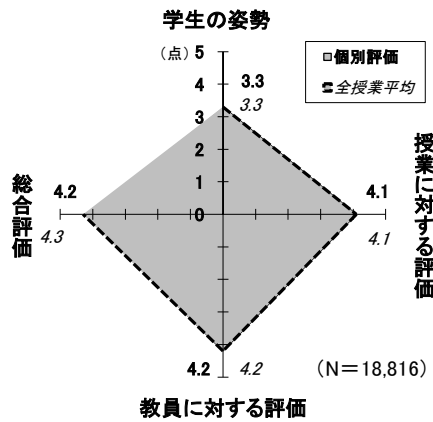 学生の姿勢
5
（点）
4
3.3
3
3.3
2
1
0
個別評価
全授業平均
授業に対する評価
4.1
4.1
総合評価
4.2
4.3
4.2
4.2
（N＝18,816）
教員に対する評価